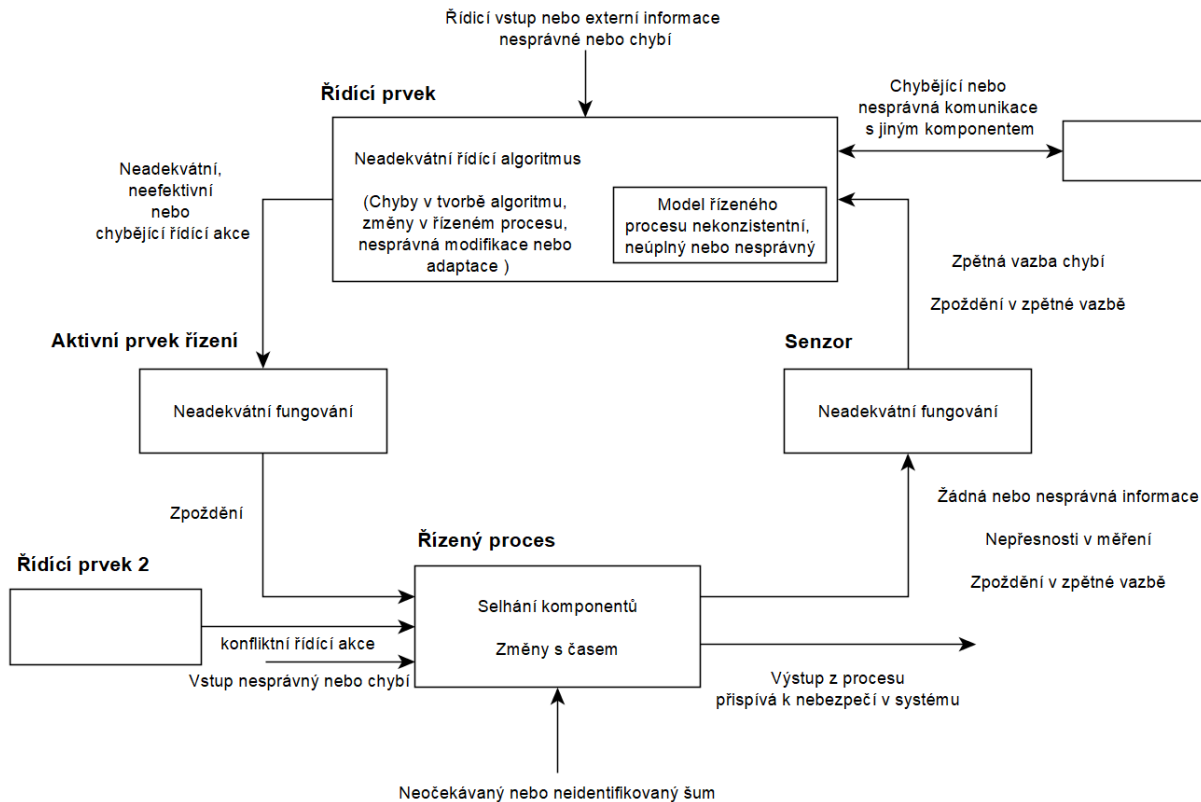 Řídicí vstup nebo externí informace
nesprávné nebo chybí
Řídící prvek
Chybějící nebo
nesprávná komunikace
s jiným komponentem
Neadekvátní řídící algoritmus
(Chyby v tvorbě algoritmu,
změny v řízeném procesu,
nesprávná modifikace nebo
adaptace )
Model řízeného
procesu nekonzistentní,
neúplný nebo nesprávný
Neadekvátní,
neefektivní
nebo
chybějící řídící akce
Zpětná vazba chybí
Zpoždění v zpětné vazbě
Aktivní prvek řízení
Neadekvátní fungování
Senzor
Neadekvátní fungování
Zpoždění
Žádná nebo nesprávná informace
Nepřesnosti v měření
Zpoždění v zpětné vazbě
Řídící prvek 2
konfliktní řídící akce
Vstup nesprávný nebo chybí
Řízený proces
Selhání komponentů
Změny s časem
Výstup z procesu
přispívá k nebezpečí v systému
Neočekávaný nebo neidentifikovaný šum